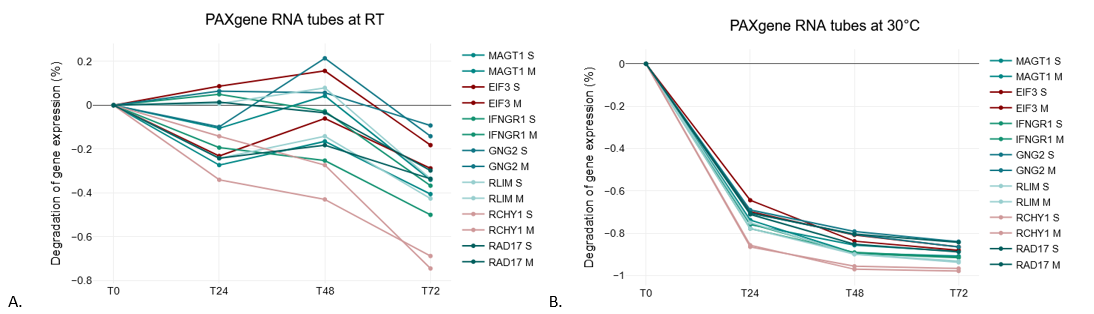 PAXgene RNA tubes at RT
Degradation of gene expression (%)
0.2
0
−0.2
−0.4
−0.6
−0.8
T0 T24 T48 T72
MAGT1 S
MAGT1 M
EIF3 S
EIF3 M
IFNGR1 S
IFNGR1 M
GNG2 S
GNG2 M
RLIM S
RLIM M
RCHY1 S
RCHY1 M
RAD17 S
RAD17 M
A.
PAXgene RNA tubes at 30°C
Degradation of gene expression (%)
0
−0.2
−0.4
−0.6
−0.8
−1
T0 T24 T48 T72
MAGT1 S
MAGT1 M
EIF3 S
EIF3 M
IFNGR1 S
IFNGR1 M
GNG2 S
GNG2 M
RLIM S
RLIM M
RCHY1 S
RCHY1 M
RAD17 S
RAD17 M
B.